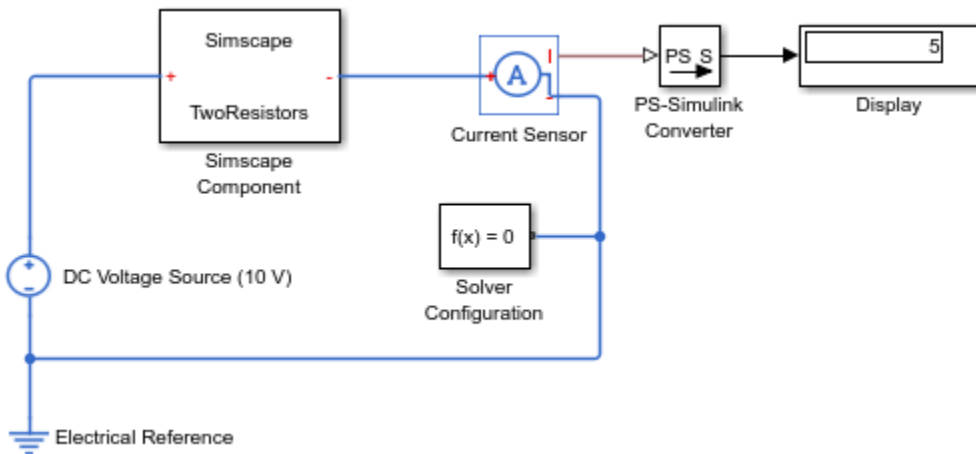 Simscape
TwoResistors
Simscape
Component
+
-
+
A
I
-
Current Sensor
PS S
PS-Simulink
Converter
5
Display
f(x) = 0
Solver
Configuration
+
-
DC Voltage Source (10 V)
Electrical Reference